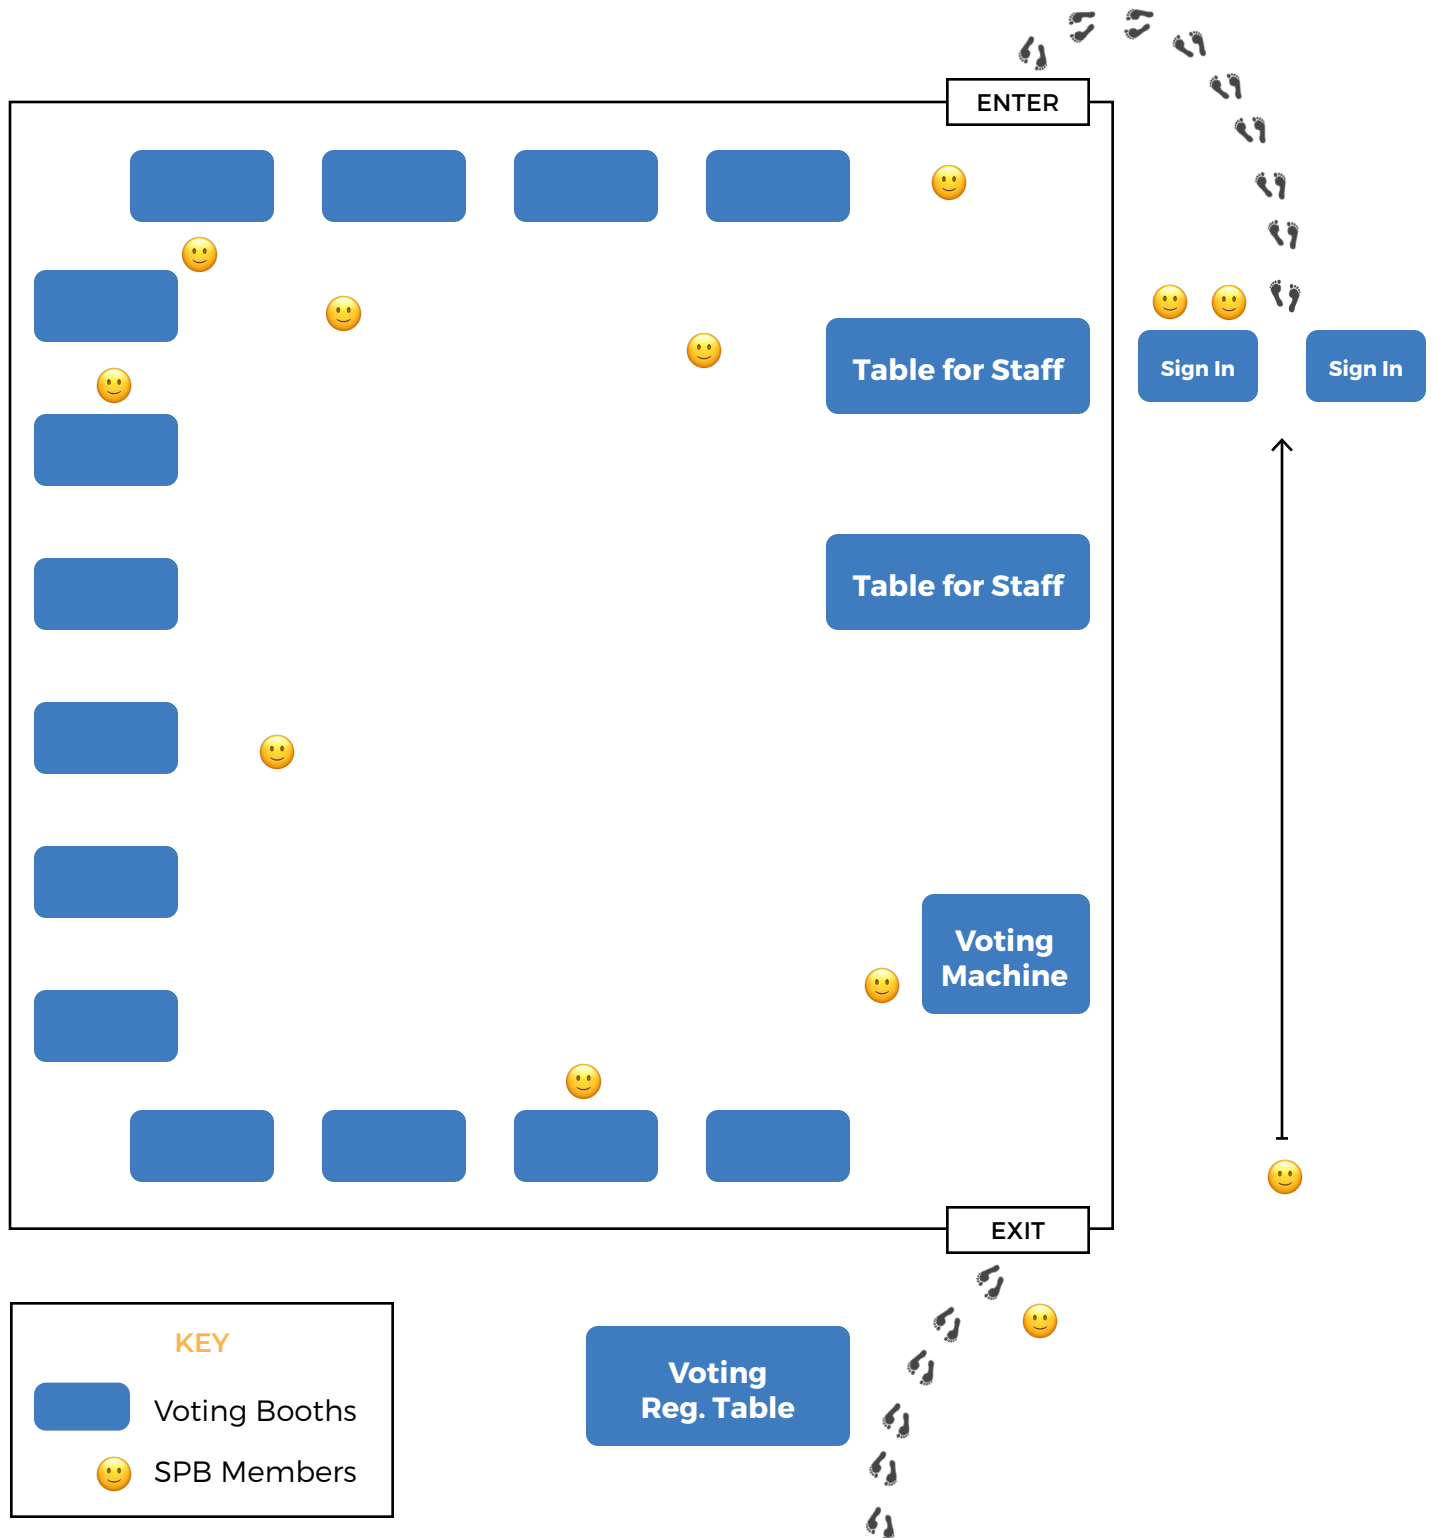 ENTER
Table for Staff
Sign In
Sign In
Table for Staff
Voting
Machine
EXIT
KEY
Voting Booths
SPB Members
Voting
Reg. Table